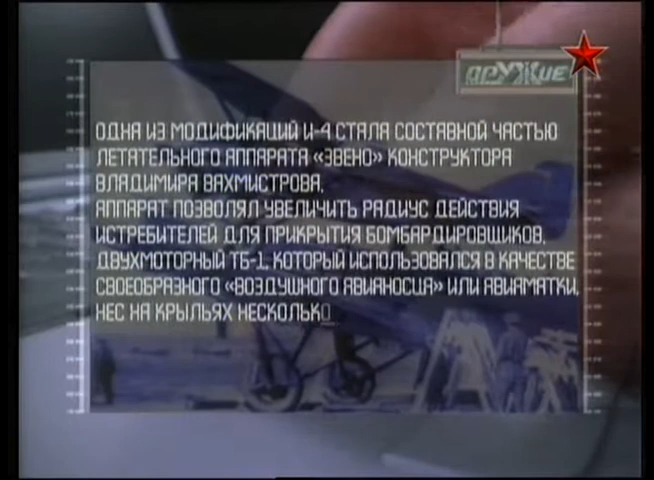 ОРУЖИЕ
ОДНА ИЗ МОДИФИКАЦИЙ И-4 СТАЛА СОСТАВНОЙ ЧАСТЬЮ
ЛЕТАТЕЛЬНОГО АППАРАТА «ЗВЕНО» КОНСТРУКТОРА
ВЛАДИМИРА ВАХМИСТРОВА.
АППАРАТ ПОЗВОЛЯЛ УВЕЛИЧИТЬ РАДИУС ДЕЙСТВИЯ
ИСТРЕБИТЕЛЕЙ ДЛЯ ПРИКРЫТИЯ БОМБАРДИРОВЩИКОВ.
ДВУХМОТОРНЫЙ ТБ-1, КОТОРЫЙ ИСПОЛЬЗОВАЛСЯ В КАЧЕСТВЕ
СВОЕОБРАЗНОГО «ВОЗДУШНОГО АВИАНОСЦА» ИЛИ АВИАМАТКИ,
НЕС НА КРЫЛЬЯХ НЕСКОЛЬКО